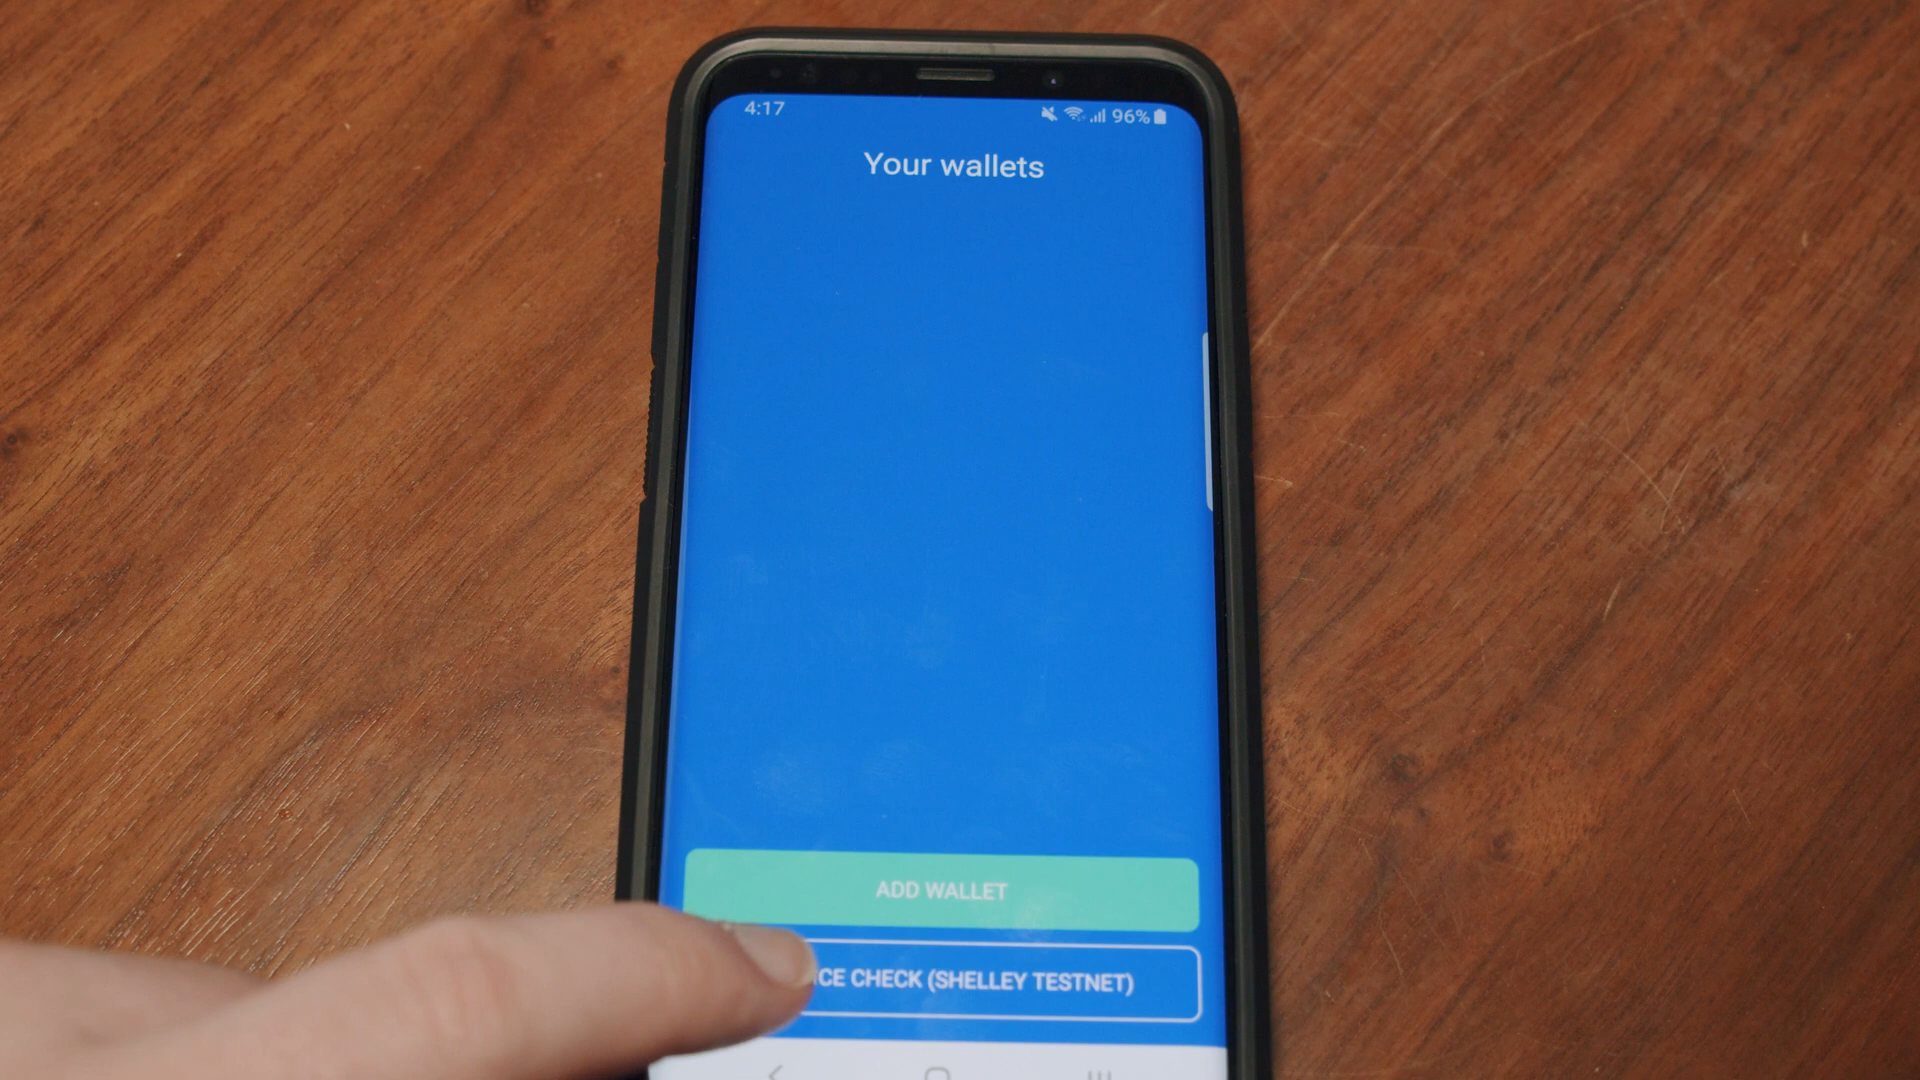 4:17
96%
Your wallets
ADD WALLET
CE CHECK (SHELLEY TESTNET)